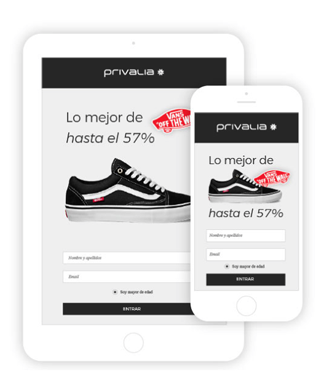 PRIVALIA
Lo mejor de
VANS
"OFF THE WALL"
hasta el 57%
Nombre y apellidos
Email
Soy mayor de edad
ENTRAR
PRIVALIA
Lo mejor de
VANS
"OFF THE WALL"
hasta el 57%
Nombre y apellidos
Email
Soy mayor de edad
ENTRAR